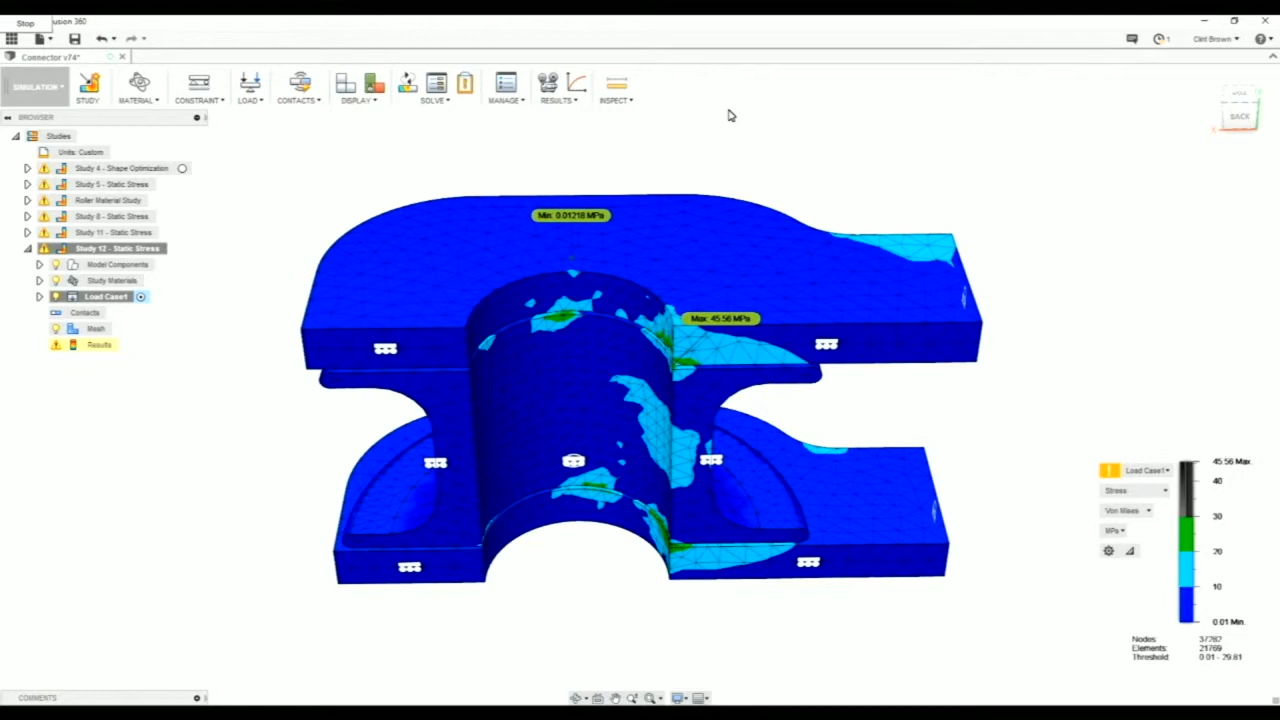 Stop
usion 360
Clint Brown
Connector v74*
SIMULATION
STUDY
MATERIAL
CONSTRAINT
LOAD
CONTACTS
DISPLAY
SOLVE
MANAGE
RESULTS
INSPECT
BACK
BROWSER
Studies
Units: Custom
Study 4 - Shape Optimization
Study 5 - Static Stress
Roller Material Study
Study 8 - Static Stress
Study 11 - Static Stress
Study 12 - Static Stress
Model Components
Study Materials
Load Case1
Contacts
Mesh
Results
Min: 0.01218 MPa
Max: 45.56 MPa
Load Case1
Stress
Von Mises
MPa
45.56 Max.
40
30
20
10
0.01 Min.
Nodes: 37262
Elements: 21769
Threshold: 0.01 - 29.81
COMMENTS